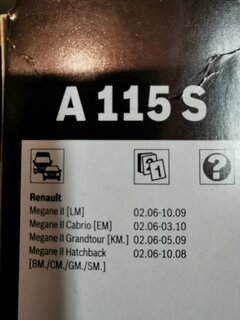 A 115 S
1
?
Renault
Megane II [LM] 02.06-10.09
Megane II Cabrio [EM] 02.06-03.10
Megane II Grandtour [KM.] 02.06-05.09
Megane II Hatchback 02.06-10.08
[BM./CM./GM./SM.]